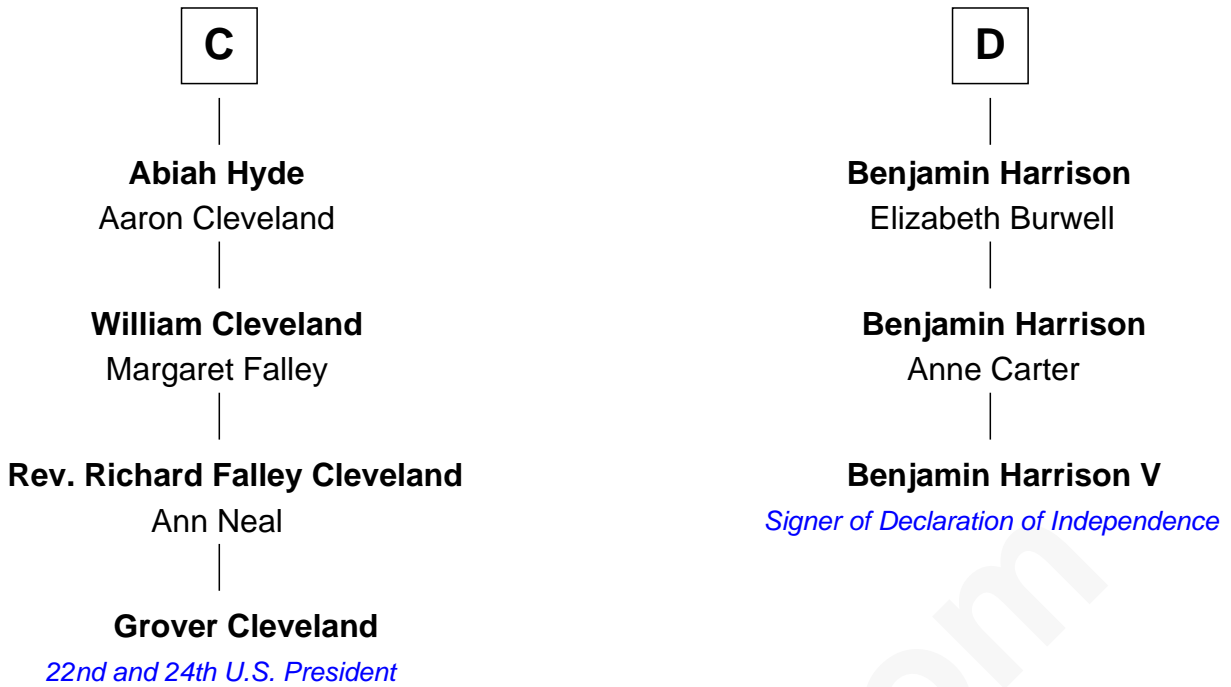 C
Abiah Hyde
Aaron Cleveland
William Cleveland
Margaret Falley
Rev. Richard Falley Cleveland
Ann Neal
Grover Cleveland
22nd and 24th U.S. President
D
Benjamin Harrison
Elizabeth Burwell
Benjamin Harrison
Anne Carter
Benjamin Harrison V
Signer of Declaration of Independence
om